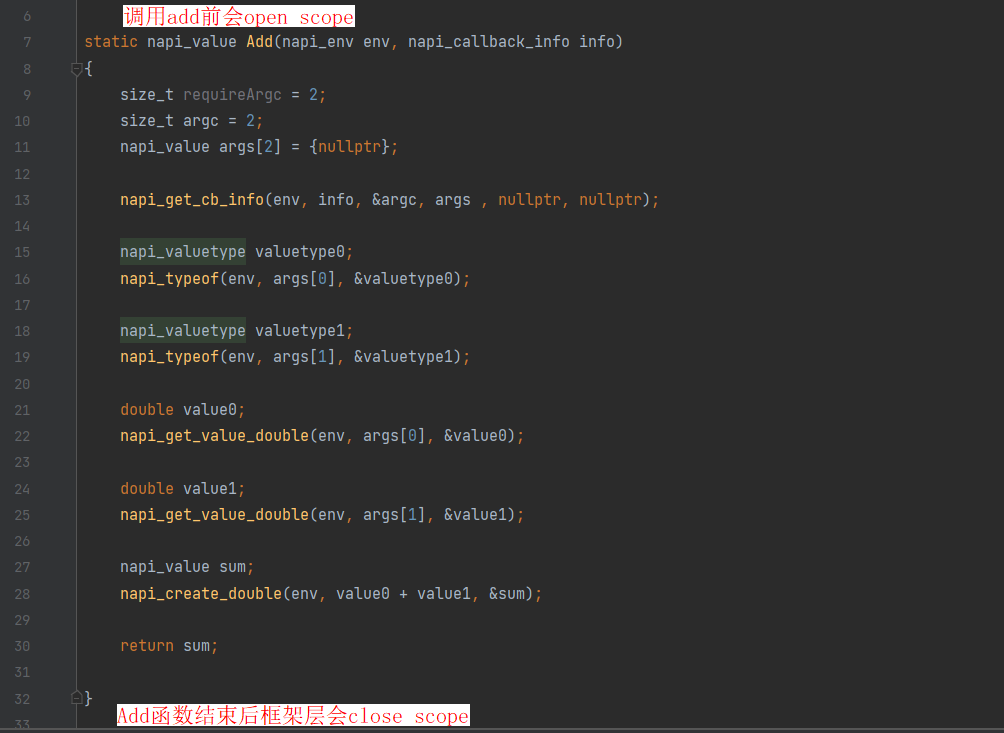 6
调用add前会open scope
7 static napi_value Add(napi_env env, napi_callback_info info)
8 {
9 size_t requireArgc = 2;
10 size_t argc = 2;
11 napi_value args[2] = {nullptr};
12
13 napi_get_cb_info(env, info, &argc, args , nullptr, nullptr);
14
15 napi_valuetype valuetype0;
16 napi_typeof(env, args[0], &valuetype0);
17
18 napi_valuetype valuetype1;
19 napi_typeof(env, args[1], &valuetype1);
20
21 double value0;
22 napi_get_value_double(env, args[0], &value0);
23
24 double value1;
25 napi_get_value_double(env, args[1], &value1);
26
27 napi_value sum;
28 napi_create_double(env, value0 + value1, &sum);
29
30 return sum;
31
32 }
Add函数结束后框架层会close scope
33